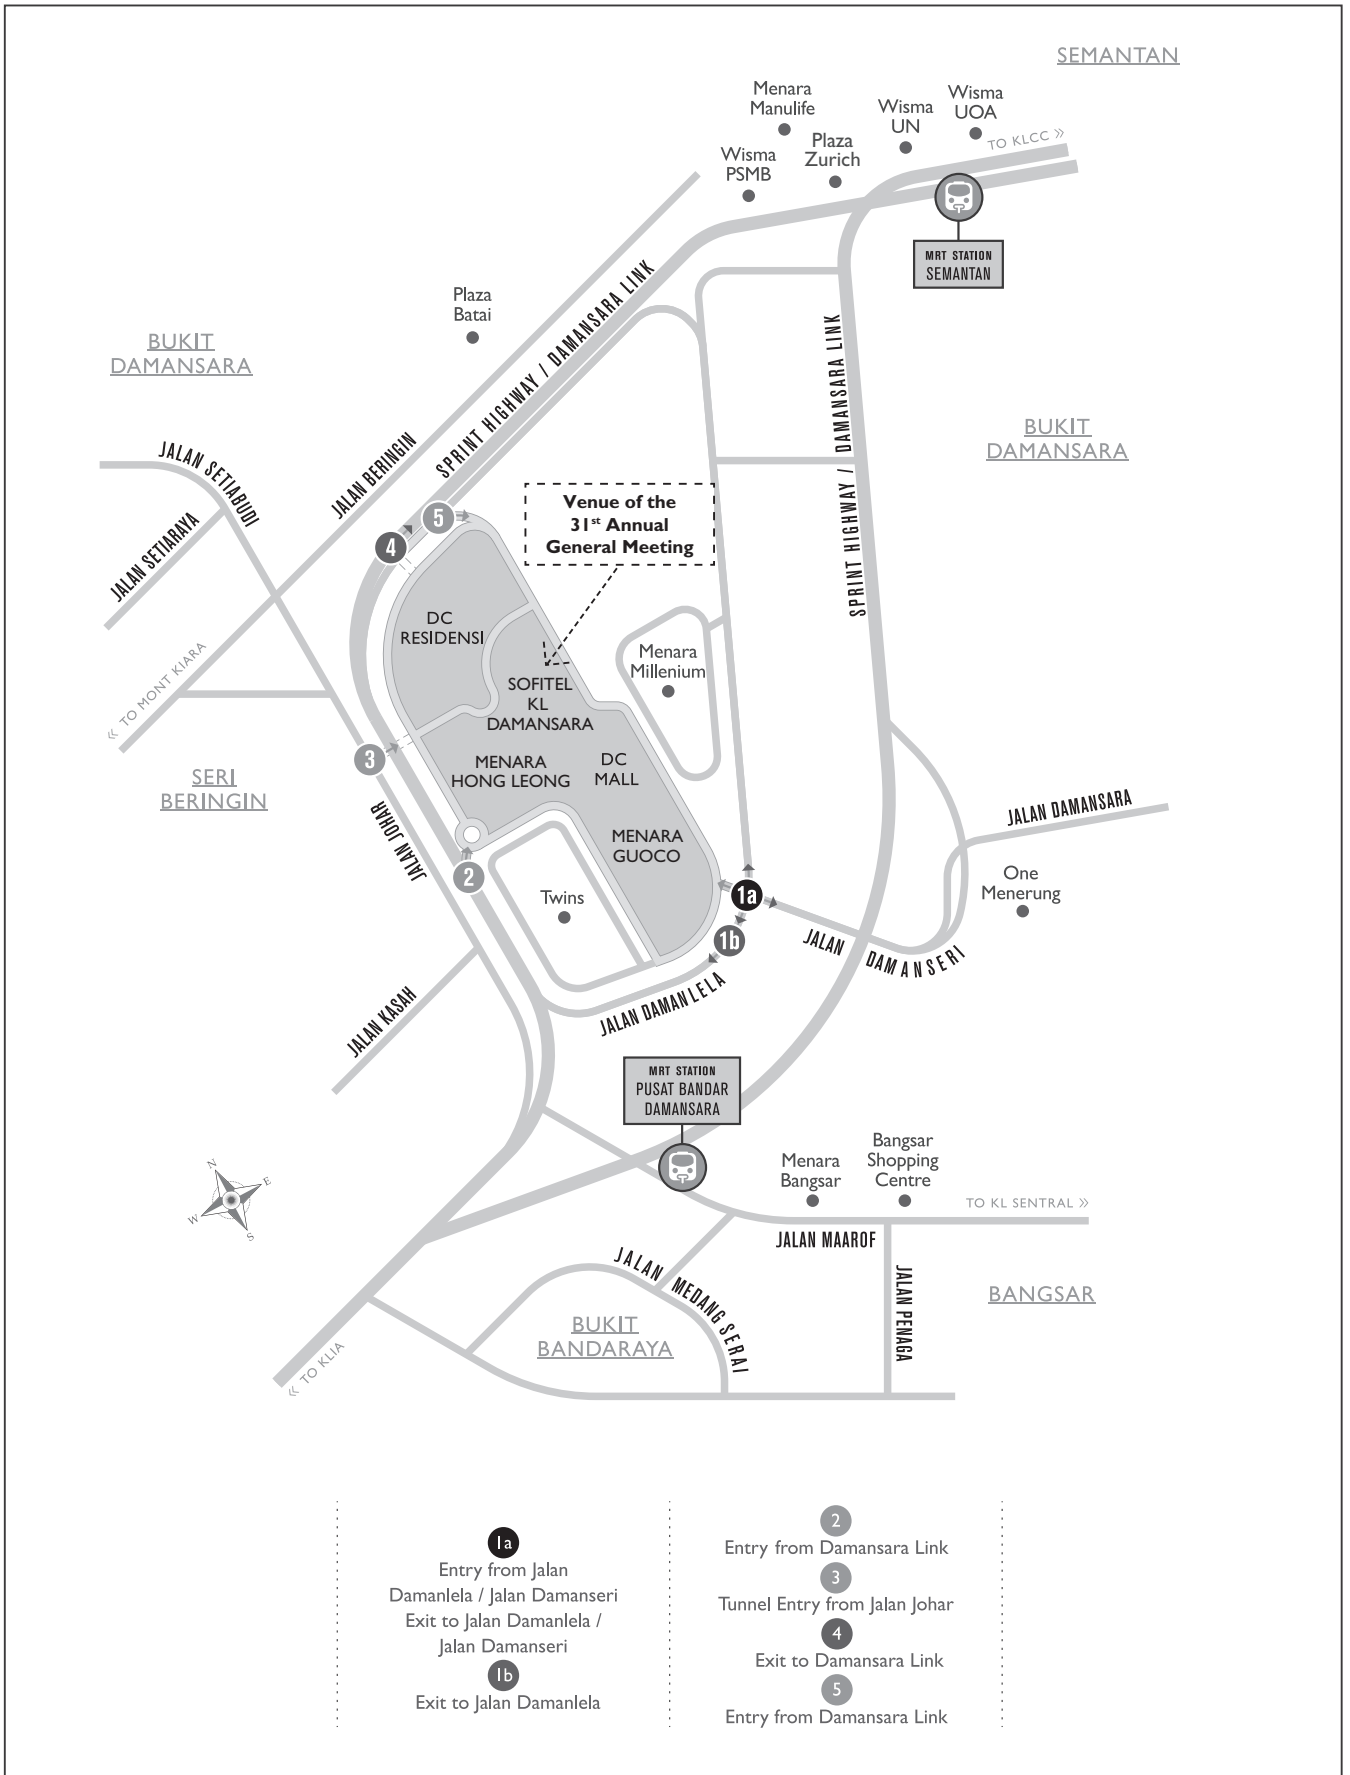 SEMANTAN
Menara
Manulife
Wisma
UN
Wisma
UOA
TO KLCC »
Wisma
PSMB
Plaza
Zurich
MRT STATION
SEMANTAN
Plaza
Batai
BUKIT
DAMANSARA
SPRINT HIGHWAY / DAMANSARA LINK
SPRINT HIGHWAY / DAMANSARA LINK
BUKIT
DAMANSARA
JALAN SETIABUDI
JALAN BERINGIN
JALAN SETIARAYA
5
4
Venue of the
31st Annual
General Meeting
DC
RESIDENSI
Menara
Millenium
« TO MONT KIARA
SOFITEL
KL
DAMANSARA
3
SERI
BERINGIN
MENARA
HONG LEONG
DC
MALL
JALAN JOHAR
MENARA
GUOCO
2
JALAN DAMANSARA
One
Menerung
Twins
1a
1b
JALAN DAMANSERI
JALAN DAMANLELA
JALAN KASAH
MRT STATION
PUSAT BANDAR
DAMANSARA
N
E
W
S
Menara
Bangsar
Bangsar
Shopping
Centre
TO KL SENTRAL »
JALAN MAAROF
JALAN MEDANG SERAI
JALAN PENAGA
BANGSAR
BUKIT
BANDARAYA
« TO KLIA
1a
Entry from Jalan
Damanlela / Jalan Damanseri
Exit to Jalan Damanlela /
Jalan Damanseri
1b
Exit to Jalan Damanlela
2
Entry from Damansara Link
3
Tunnel Entry from Jalan Johar
4
Exit to Damansara Link
5
Entry from Damansara Link